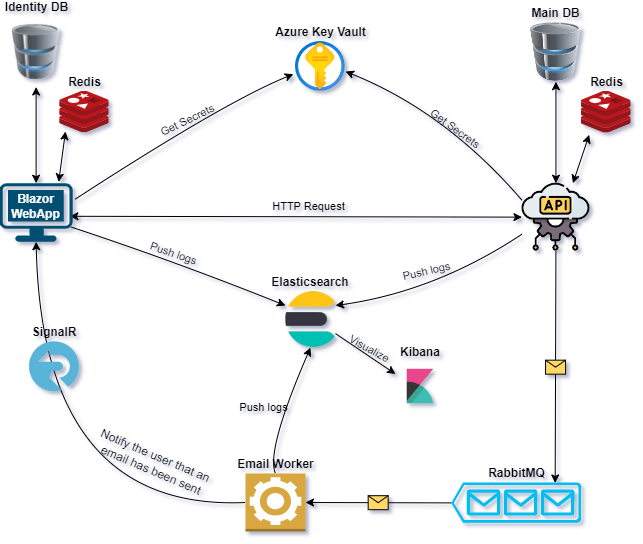 Identity DB
Azure Key Vault
Main DB
Redis
Redis
Get Secrets
Get Secrets
Blazor
WebApp
HTTP Request
API
Push logs
Push logs
Elasticsearch
SignalR
Visualize
Kibana
Push logs
Notify the user that an
email has been sent
Email Worker
RabbitMQ